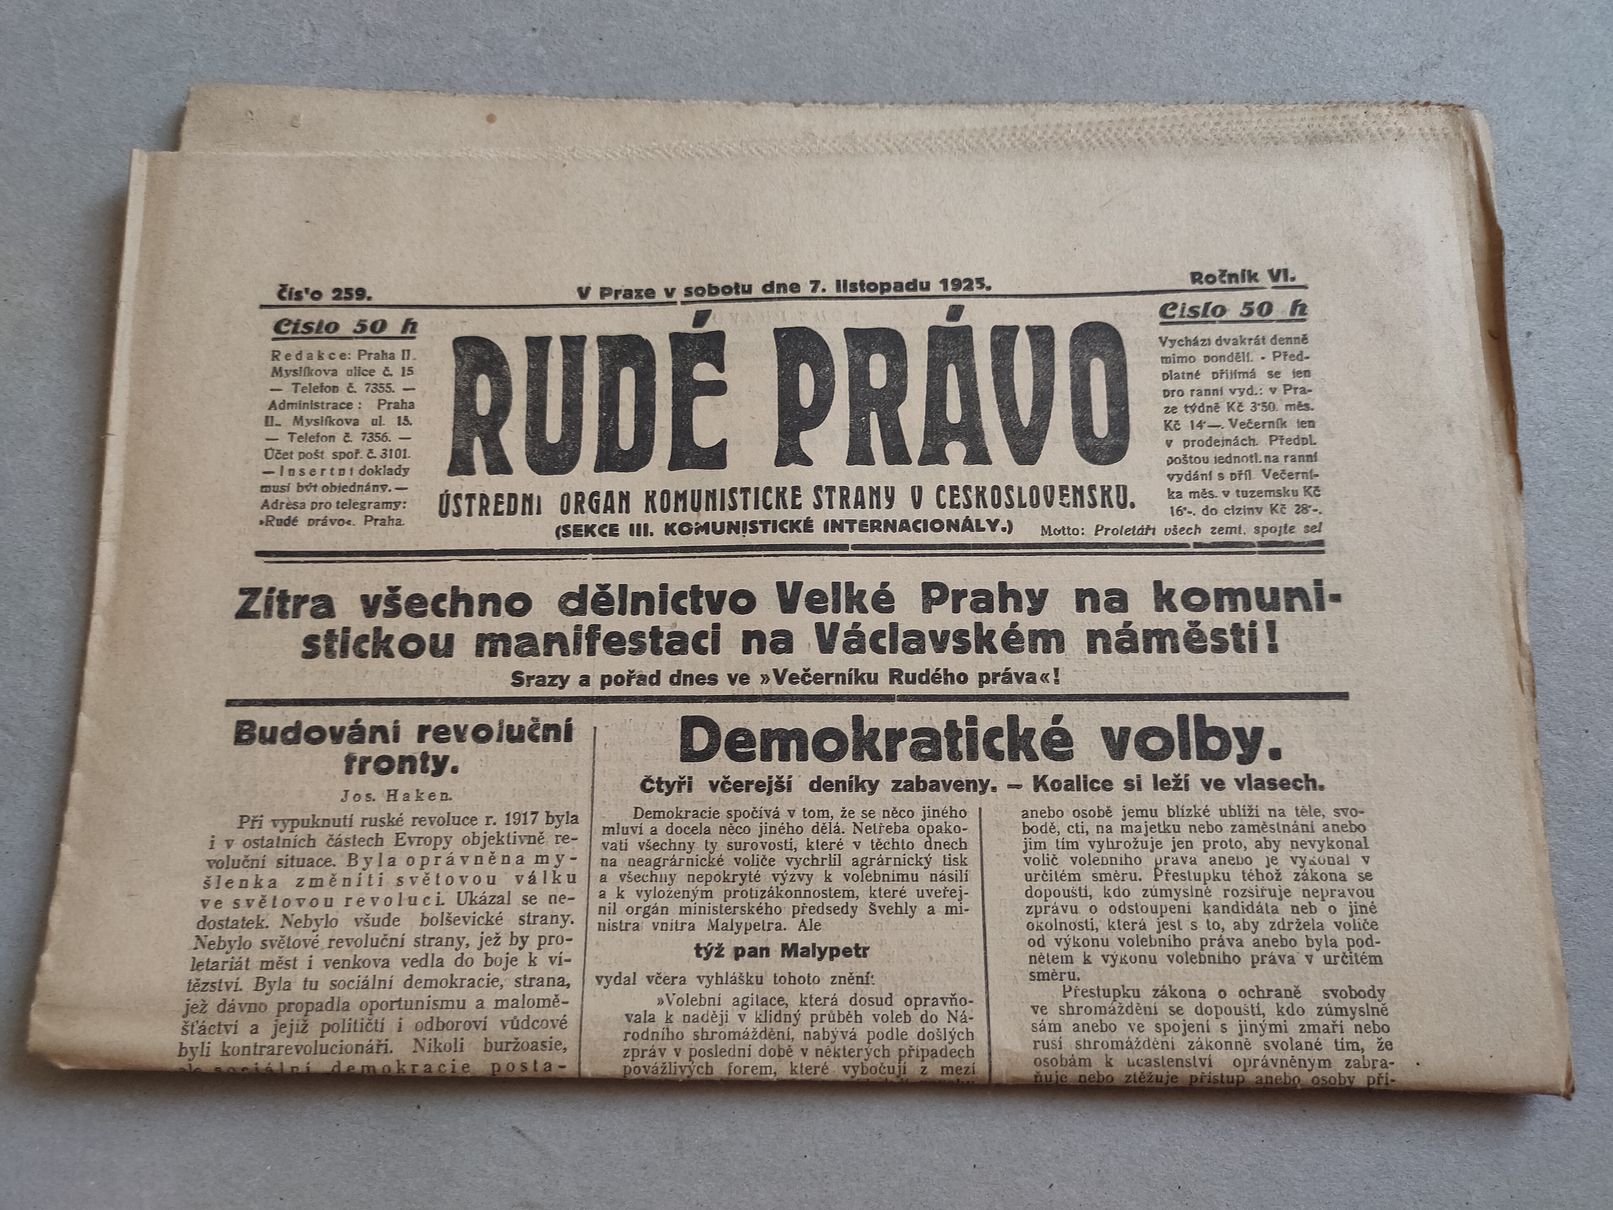 Číslo 259.
V Praze v sobotu dne 7. listopadu 1925.
Ročník VI.
Cislo 50 h
Redakce: Praha II.
Myslíkova ulice č. 15
— Telefon č. 7355. —
Administrace: Praha
II., Myslíkova ul. 15.
— Telefon č. 7356. —
Účet pošt spoř. č. 3101.
— Insertní doklady
musí být objednány. —
Adresa pro telegramy:
»Rudé právo«. Praha.
RUDÉ PRÁVO
ÚSTŘEDNI ORGAN KOMUNISTICKE STRANY V CESKOSLOVENSKU.
(SEKCE III. KOMUNISTICKÉ INTERNACIONÁLY.)
Motto: Proletáři všech zemí, spojte se!
Cislo 50 h
Vychází dvakrát denně
mimo pondělí. - Před-
platné přijímá se jen
pro ranní vyd.: v Pra-
ze týdně Kč 3·50, měs.
Kč 14—. Večerník jen
v prodejnách. Předpl.
poštou jednotl. na ranní
vydání s příl. Večerní-
ka měs. v tuzemsku Kč
16·-, do ciziny Kč 28·-.
Zítra všechno dělnictvo Velké Prahy na komuni-
stickou manifestaci na Václavském náměstí!
Srazy a pořad dnes ve »Večerníku Rudého práva«!
Budování revoluční
fronty.
Jos. Haken.
Při vypuknutí ruské revoluce r. 1917 byla
i v ostatních částech Evropy objektivně re-
voluční situace. Byla oprávněna my-
šlenka změniti světovou válku
ve světovou revoluci. Ukázal se ne-
dostatek. Nebylo všude bolševické strany.
Nebylo světové revoluční strany, jež by pro-
letariát měst i venkova vedla do boje k ví-
tězství. Byla tu sociální demokracie, strana,
jež dávno propadla oportunismu a malomě-
šťáctví a jejíž političtí i odboroví vůdcové
byli kontrarevolucionáři. Nikoli buržoasie,
ale sociální demokracie posta-
Demokratické volby.
Čtyři včerejší deníky zabaveny. — Koalice si leží ve vlasech.
Demokracie spočívá v tom, že se něco jiného
mluví a docela něco jiného dělá. Netřeba opako-
vati všechny ty surovosti, které v těchto dnech
na neagrárnické voliče vychrlil agrárnický tisk
a všechny nepokryté výzvy k volebnímu násilí
a k vyloženým protizákonnostem, které uveřej-
nil orgán ministerského předsedy Švehly a mi-
nistra vnitra Malypetra. Ale
týž pan Malypetr
vydal včera vyhlášku tohoto znění:
»Volební agitace, která dosud opravňo-
vala k naději v klidný průběh voleb do Ná-
rodního shromáždění, nabývá podle došlých
zpráv v poslední době v některých případech
povážlivých forem, které vybočují z mezí
anebo osobě jemu blízké ublíží na těle, svo-
bodě, cti, na majetku nebo zaměstnání anebo
jim tím vyhrožuje jen proto, aby nevykonal
volič volebního práva anebo je vykonal v
určitém směru. Přestupku téhož zákona se
dopouští, kdo zúmyslně rozšiřuje nepravou
zprávu o odstoupení kandidáta neb o jiné
okolnosti, která jest s to, aby zdržela voliče
od výkonu volebního práva anebo byla pod-
nětem k výkonu volebního práva v určitém
směru.
Přestupku zákona o ochraně svobody
ve shromáždění se dopouští, kdo zúmyslně
sám anebo ve spojení s jinými zmaří nebo
ruší shromáždění zákonně svolané tím, že
osobám k účastenství oprávněným zabra-
ňuje nebo ztěžuje přístup anebo osoby při-